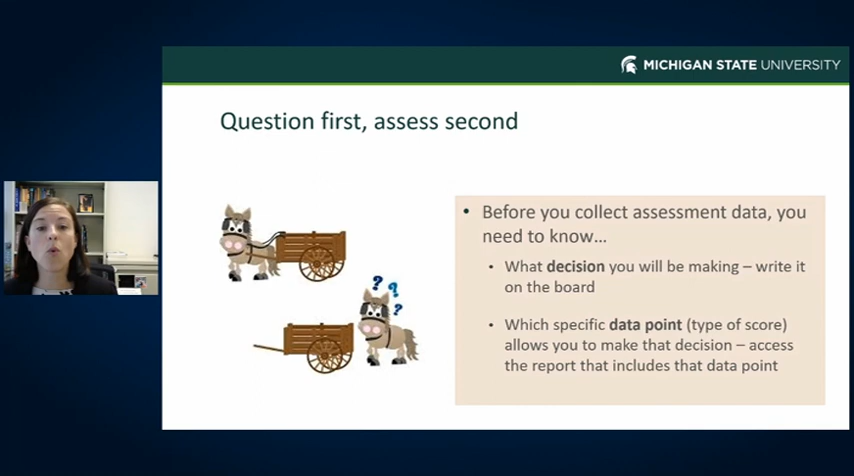 MICHIGAN STATE UNIVERSITY
Question first, assess second
? ? ?
• Before you collect assessment data, you
need to know…
• What decision you will be making – write it
on the board
• Which specific data point (type of score)
allows you to make that decision – access
the report that includes that data point